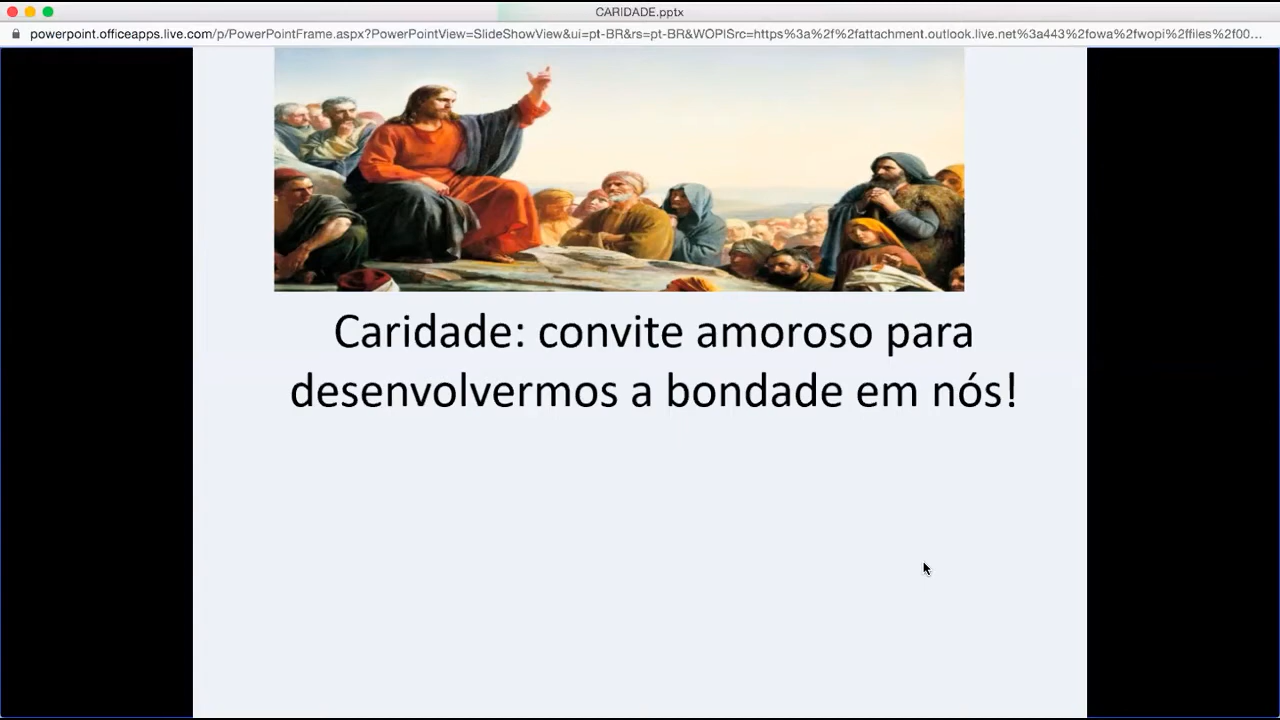 CARIDADE.pptx
powerpoint.officeapps.live.com/p/PowerPointFrame.aspx?PowerPointView=SlideShowView&ui=pt-BR&rs=pt-BR&WOPISrc=https%3a%2f%2fattachment.outlook.live.net%3a443%2fowa%2fwopi%2ffiles%2f00...
Caridade: convite amoroso para
desenvolvermos a bondade em nós!